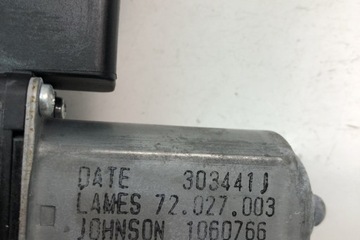 DATE 303441J
LAMES 72.027.003
JOHNSON 1060766